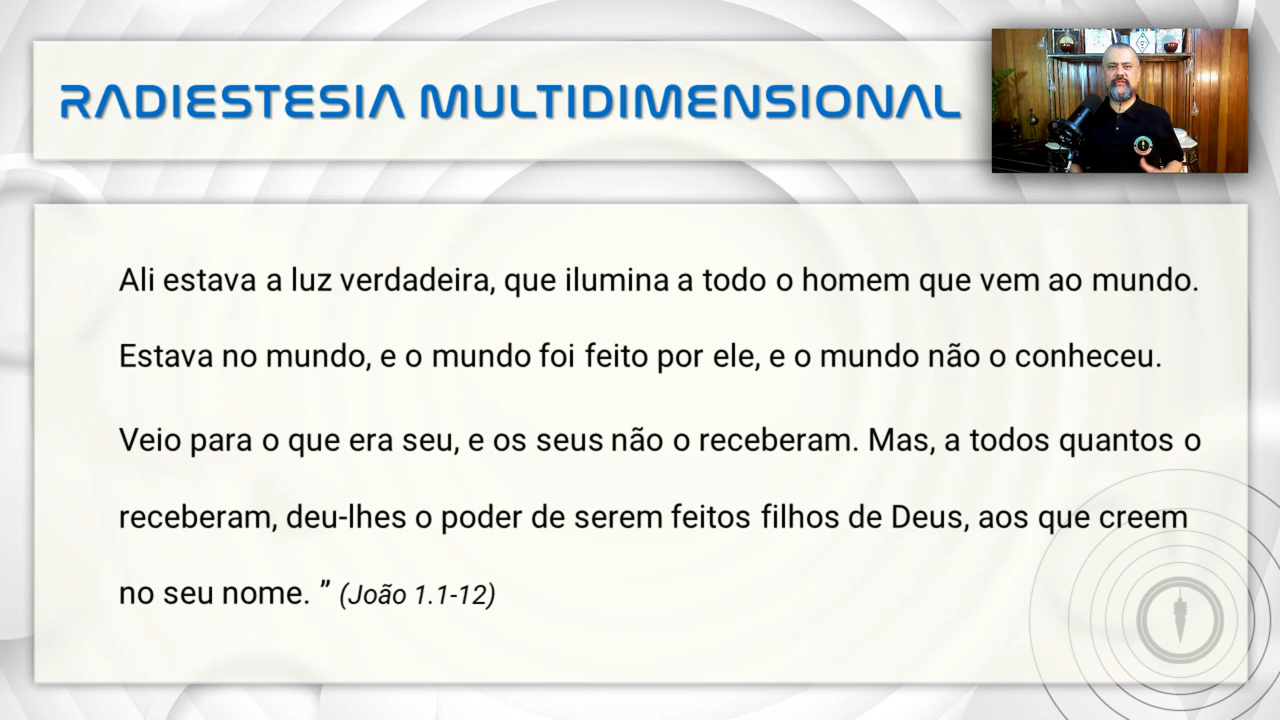 RADIESTESIA MULTIDIMENSIONAL
Ali estava a luz verdadeira, que ilumina a todo o homem que vem ao mundo.
Estava no mundo, e o mundo foi feito por ele, e o mundo não o conheceu.
Veio para o que era seu, e os seus não o receberam. Mas, a todos quantos o
receberam, deu-lhes o poder de serem feitos filhos de Deus, aos que creem
no seu nome. ” (João 1.1-12)